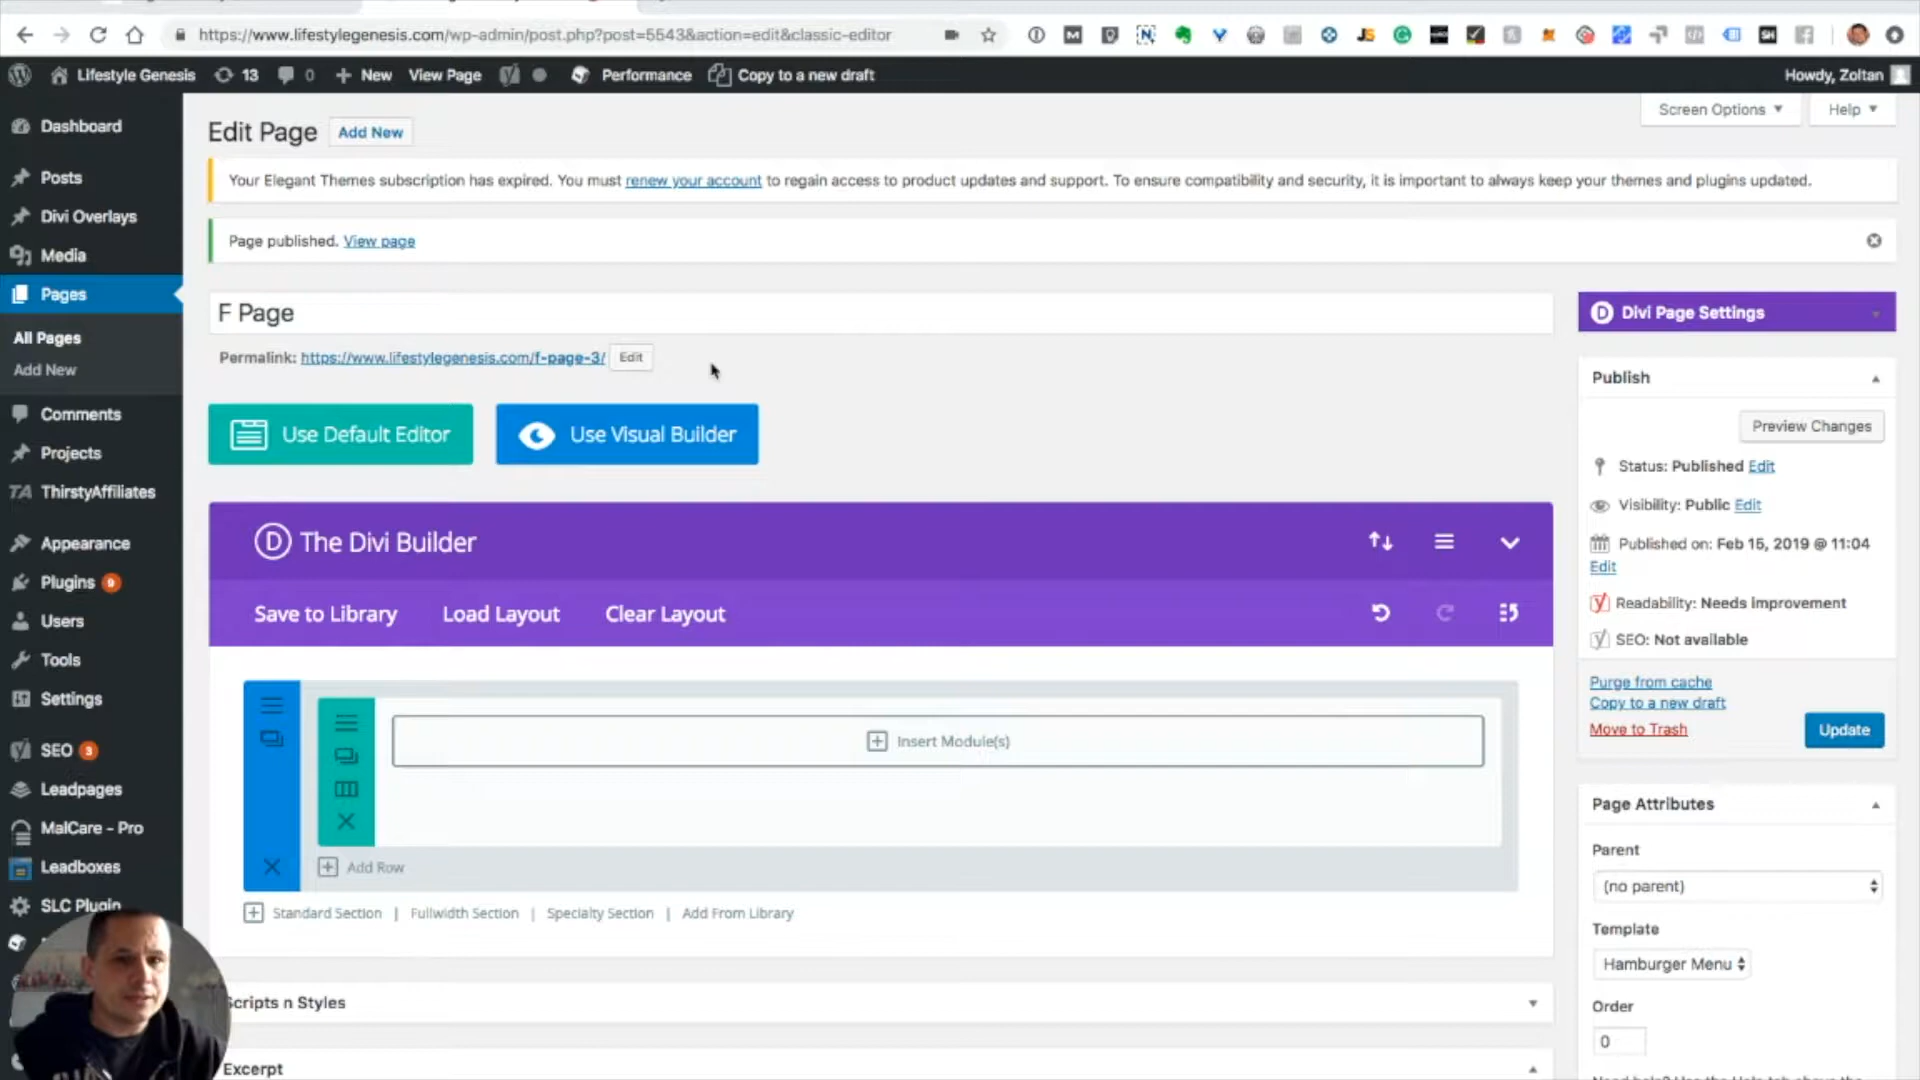 https://www.lifestylegenesis.com/wp-admin/post.php?post=5543&action=edit&classic-editor
Lifestyle Genesis 13 0 New View Page Performance Copy to a new draft Howdy, Zoltan
Screen Options Help
Dashboard
Posts
Divi Overlays
Media
Pages
All Pages
Add New
Comments
Projects
TA ThirstyAffiliates
Appearance
Plugins 9
Users
Tools
Settings
SEO 3
Leadpages
MalCare - Pro
Leadboxes
SLC Plugin
Edit Page Add New
Your Elegant Themes subscription has expired. You must renew your account to regain access to product updates and support. To ensure compatibility and security, it is important to always keep your themes and plugins updated.
Page published. View page
F Page
Permalink: https://www.lifestylegenesis.com/f-page-3/ Edit
Use Default Editor Use Visual Builder
D The Divi Builder
Save to Library Load Layout Clear Layout
Insert Module(s)
Add Row
Standard Section | Fullwidth Section | Specialty Section | Add From Library
Scripts n Styles
Excerpt
D Divi Page Settings
Publish
Preview Changes
Status: Published Edit
Visibility: Public Edit
Published on: Feb 15, 2019 @ 11:04
Edit
Readability: Needs improvement
SEO: Not available
Purge from cache
Copy to a new draft
Move to Trash Update
Page Attributes
Parent
(no parent)
Template
Hamburger Menu
Order
0